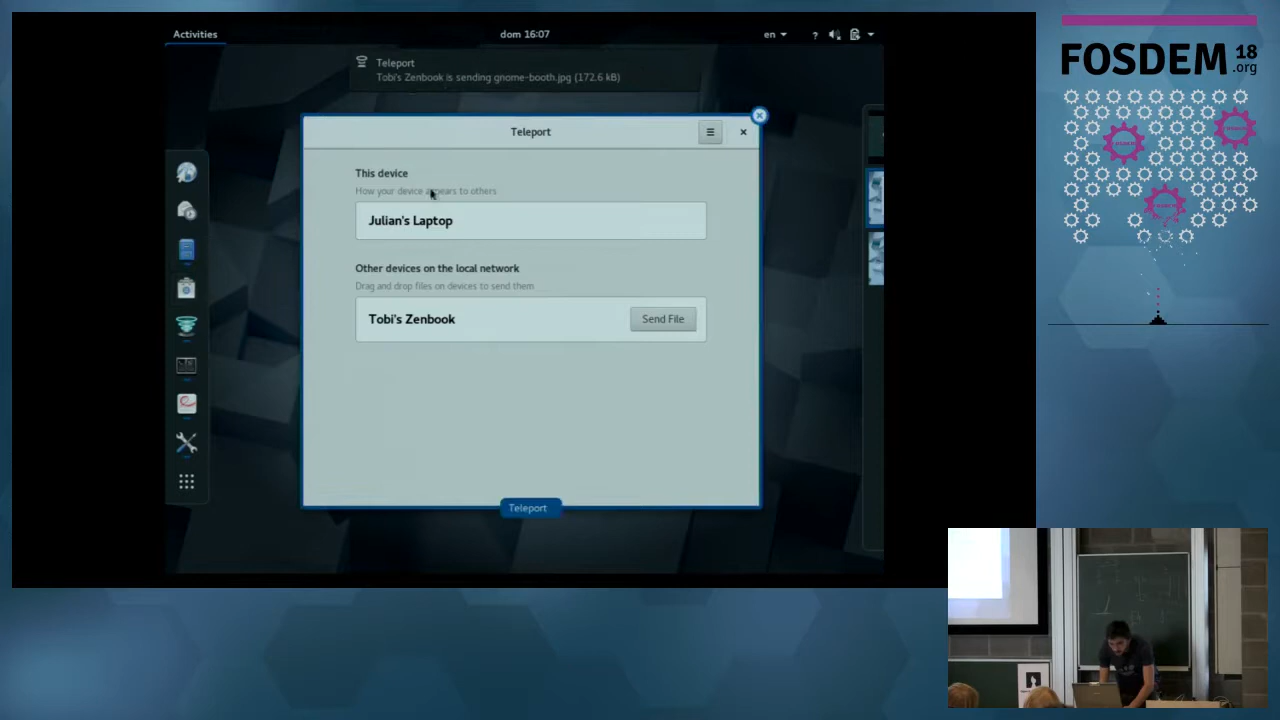 Activities
dom 16:07
en
Teleport
Tobi's Zenbook is sending gnome-booth.jpg (172.6 kB)
Teleport
This device
How your device appears to others
Julian's Laptop
Other devices on the local network
Drag and drop files on devices to send them
Tobi's Zenbook
Send File
Teleport
FOSDEM 18
.org